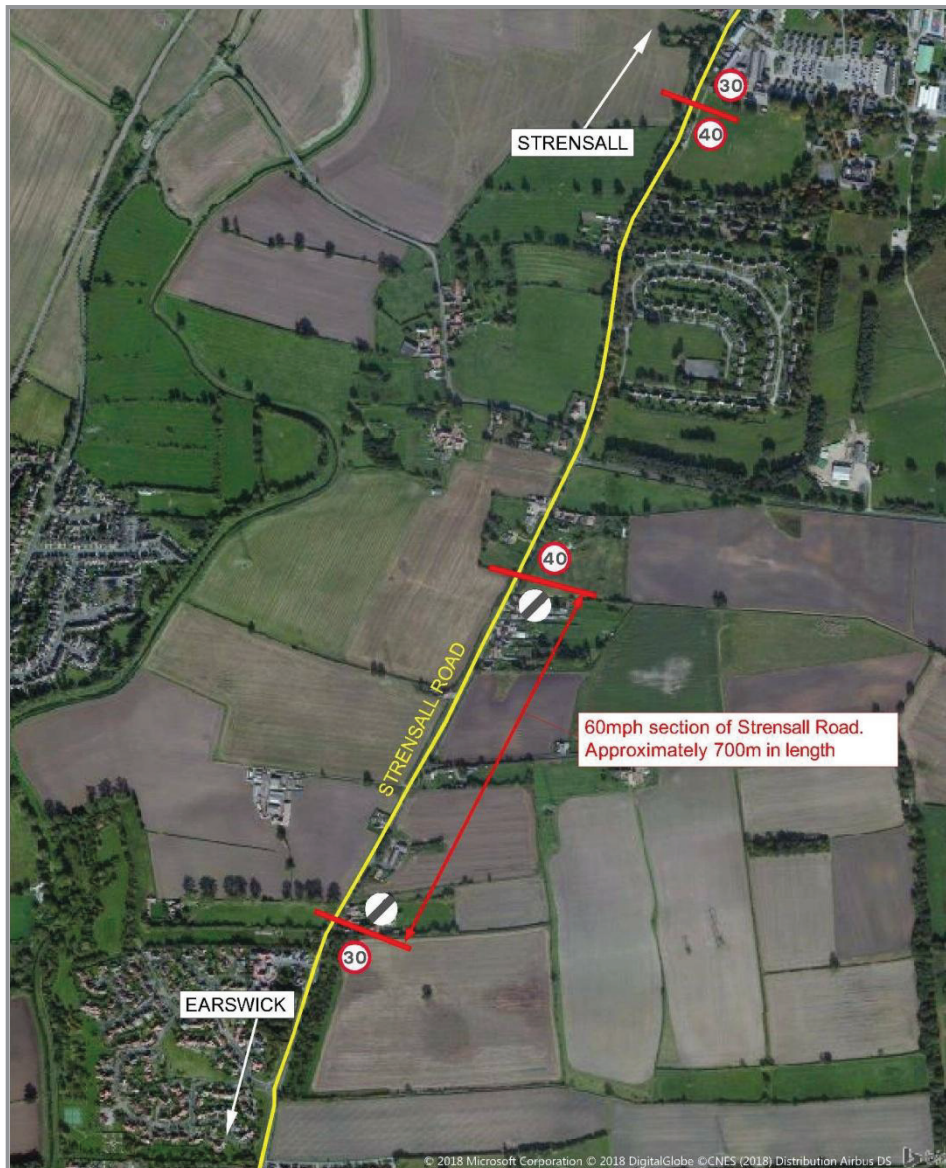 30
40
STRENSALL
40
STRENSALL ROAD
60mph section of Strensall Road.
Approximately 700m in length
30
EARSWICK
© 2018 Microsoft Corporation © 2018 DigitalGlobe ©CNES (2018) Distribution Airbus DS